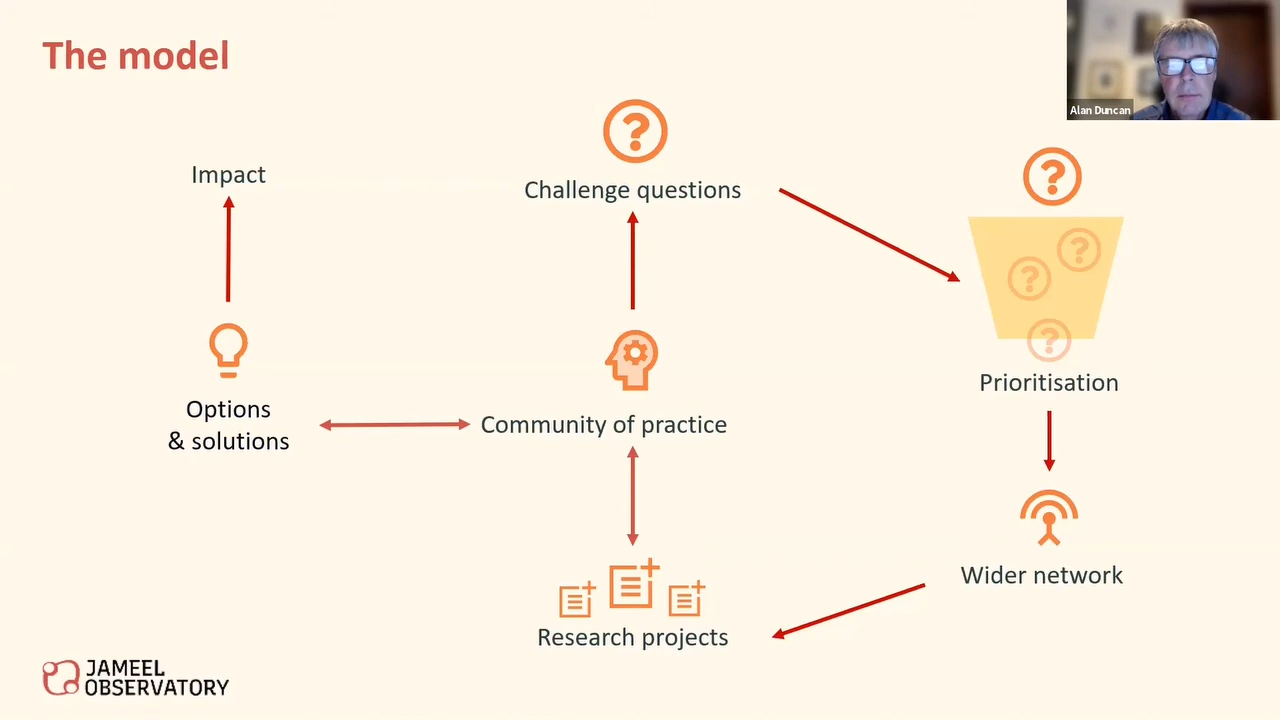 The model
Alan Duncan
Impact
Challenge questions
Options
& solutions
Community of practice
Prioritisation
Wider network
Research projects
JAMEEL
OBSERVATORY